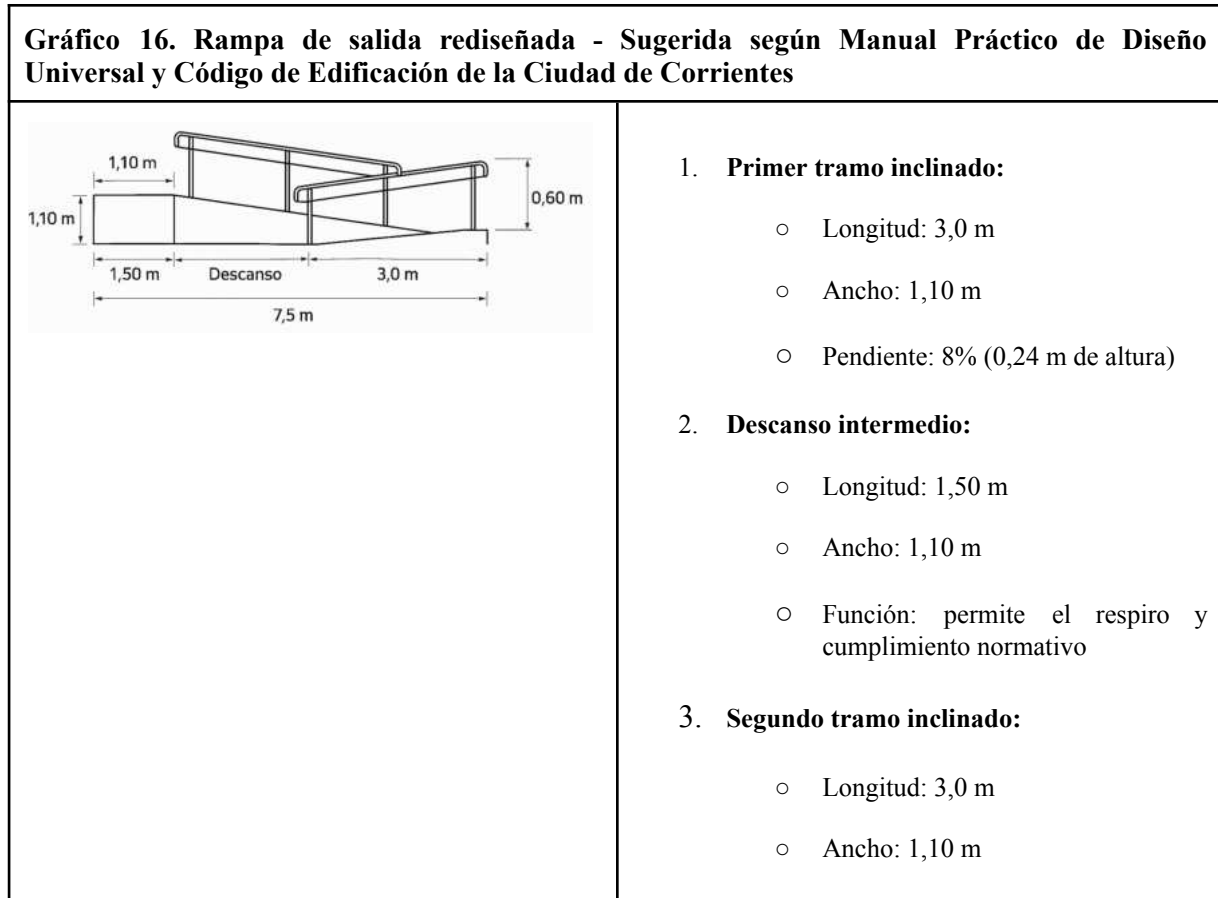 Gráfico 16. Rampa de salida rediseñada - Sugerida según Manual Práctico de Diseño
Universal y Código de Edificación de la Ciudad de Corrientes
1,10 m
0,60 m
1,10 m
1,50 m
Descanso
3,0 m
7,5 m
1. Primer tramo inclinado:
○ Longitud: 3,0 m
○ Ancho: 1,10 m
○ Pendiente: 8% (0,24 m de altura)
2. Descanso intermedio:
○ Longitud: 1,50 m
○ Ancho: 1,10 m
○ Función: permite el respiro y
cumplimiento normativo
3. Segundo tramo inclinado:
○ Longitud: 3,0 m
○ Ancho: 1,10 m